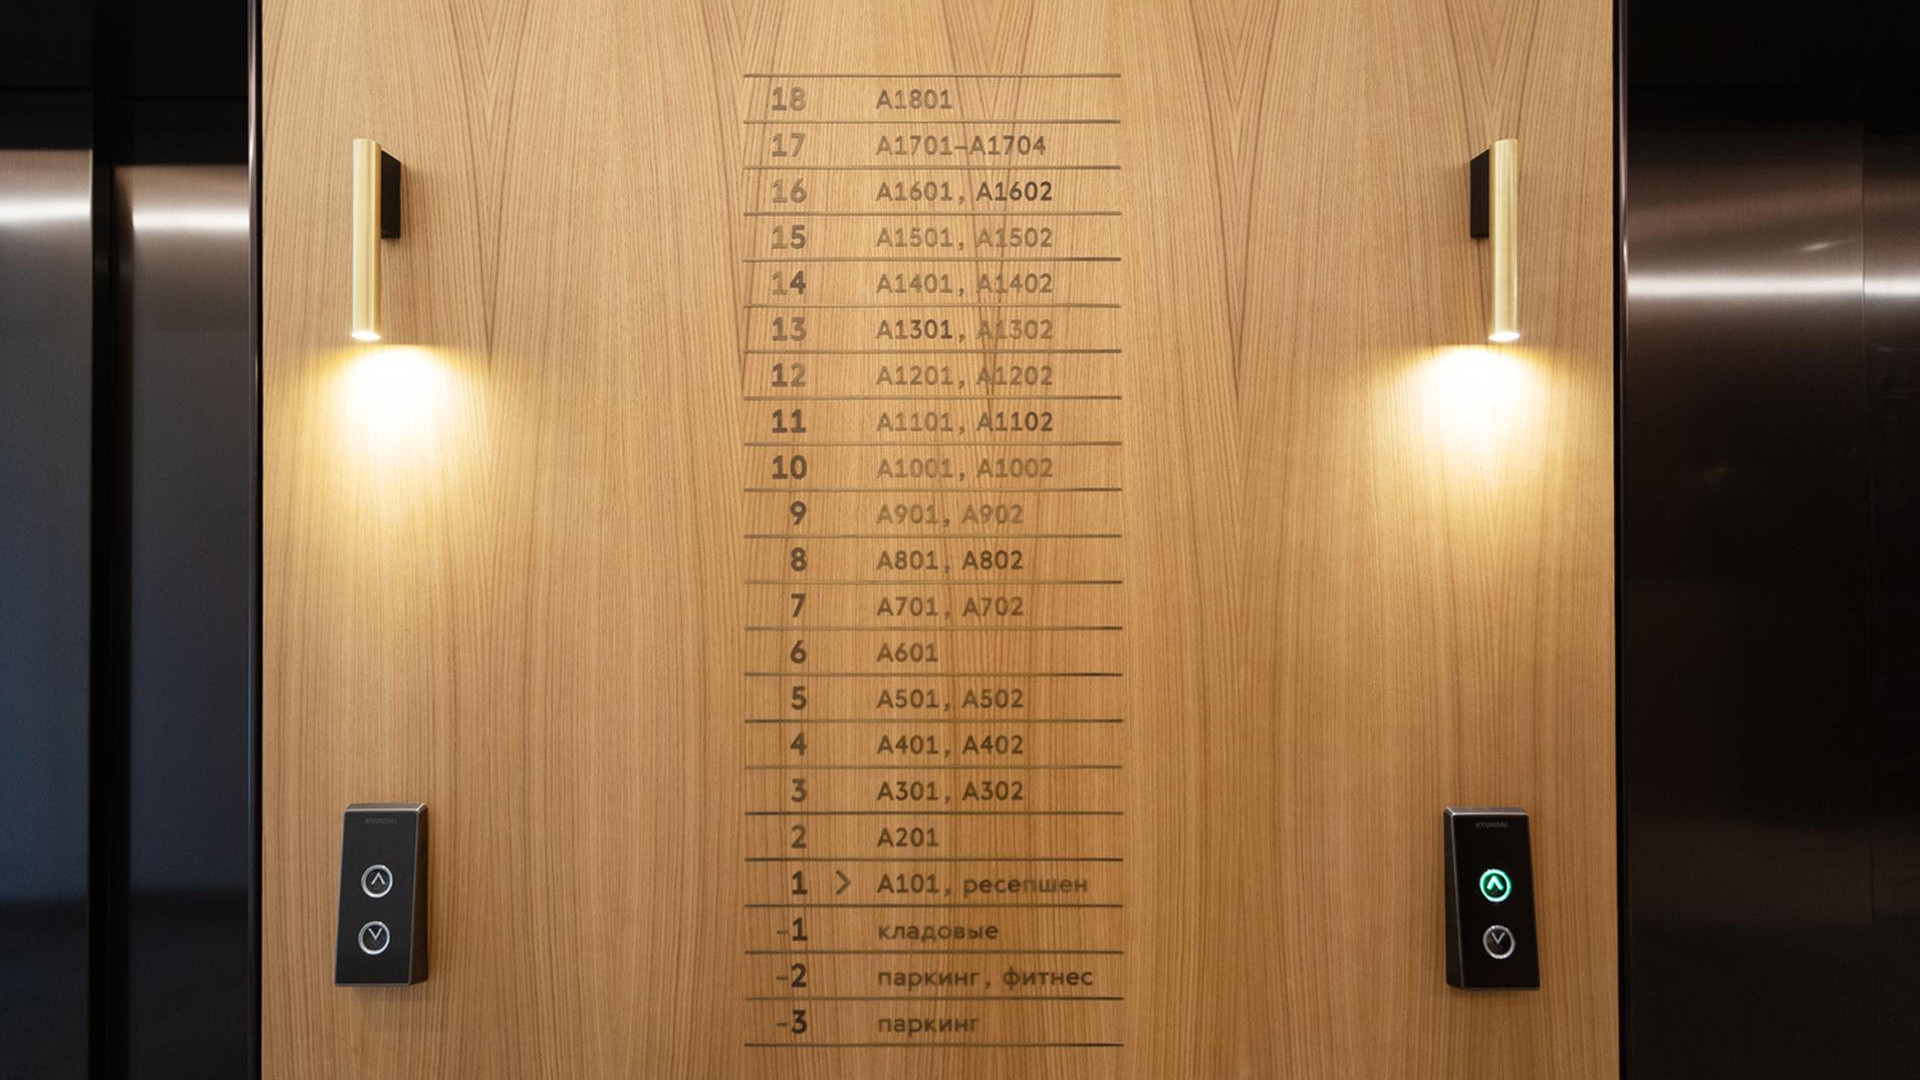 18 A1801
17 A1701–A1704
16 A1601, A1602
15 A1501, A1502
14 A1401, A1402
13 A1301, A1302
12 A1201, A1202
11 A1101, A1102
10 A1001, A1002
9 A901, A902
8 A801, A802
7 A701, A702
6 A601
5 A501, A502
4 A401, A402
3 A301, A302
2 A201
1 > A101, ресепшен
-1 кладовые
-2 паркинг, фитнес
-3 паркинг
HYUNDAI
HYUNDAI